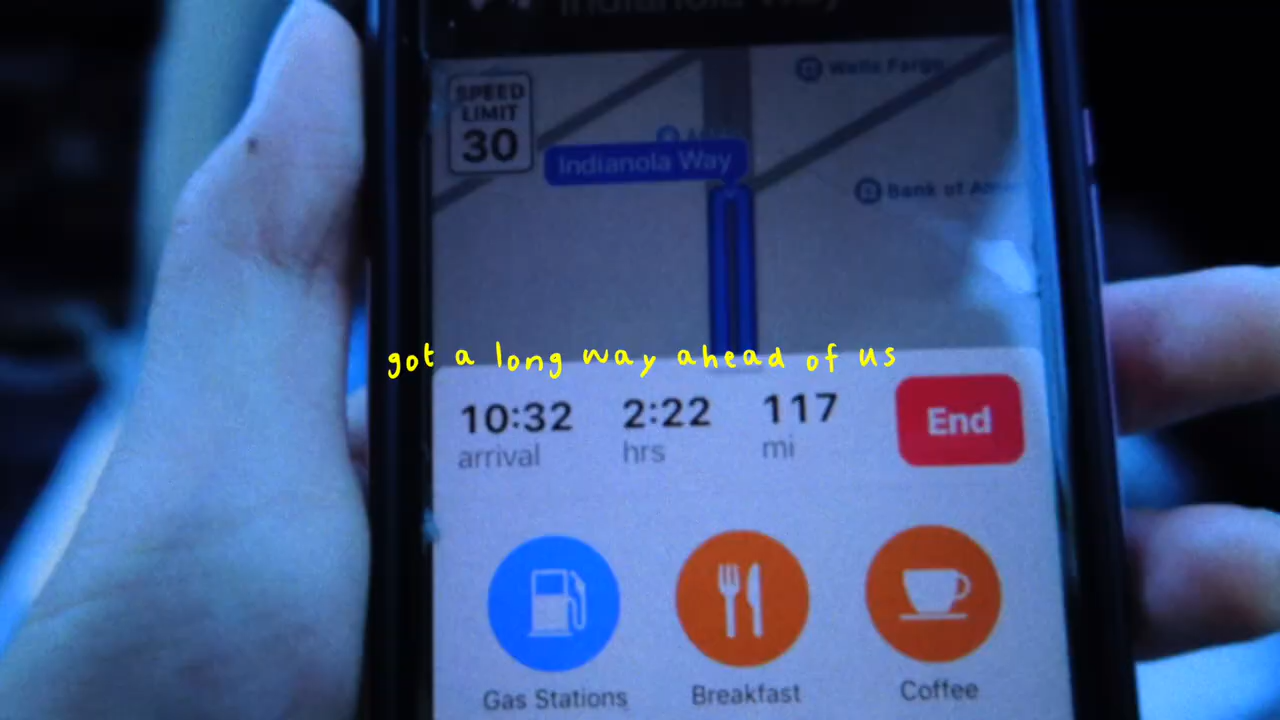 Indianola Way
SPEED
LIMIT
30
Wells Fargo
Indianola Way
Bank of
got a long way ahead of us
10:32 2:22 117 End
arrival hrs mi
Gas Stations Breakfast Coffee